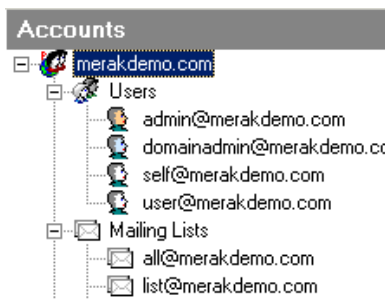 Accounts
merakdemo.com
Users
admin@merakdemo.com
domainadmin@merakdemo.co
self@merakdemo.com
user@merakdemo.com
Mailing Lists
all@merakdemo.com
list@merakdemo.com